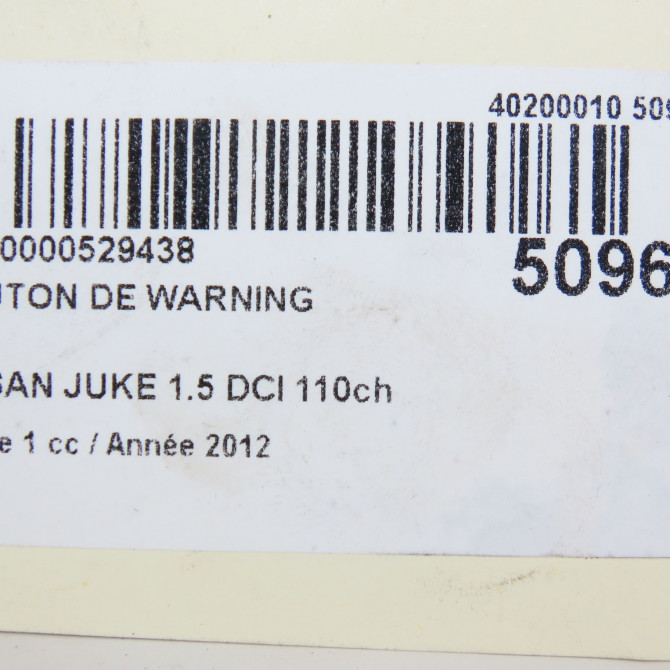 40200010 509
0000529438
5096
UTON DE WARNING
SAN JUKE 1.5 DCI 110ch
e 1 cc / Année 2012